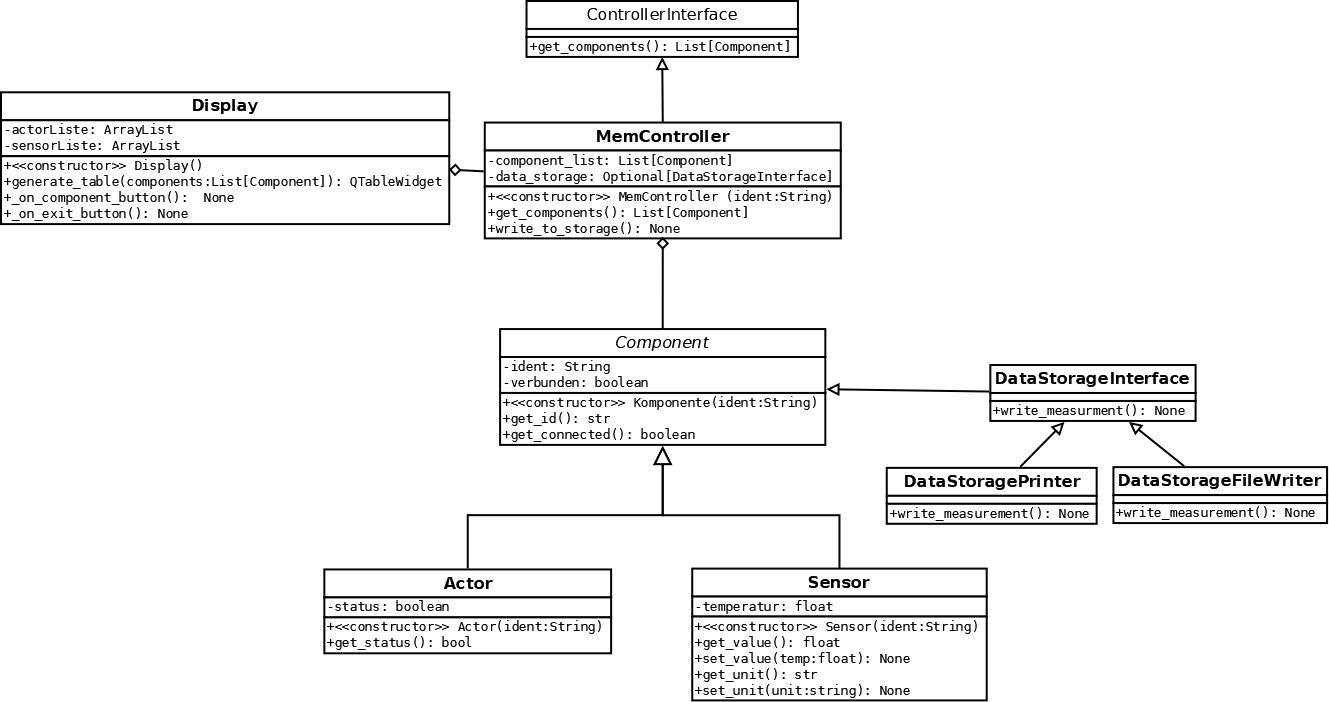 ControllerInterface
+get_components(): List[Component]
Display
-actorListe: ArrayList
-sensorListe: ArrayList
+<<constructor>> Display()
+generate_table(components:List[Component]): QTableWidget
+_on_component_button():  None
+_on_exit_button(): None
MemController
-component_list: List[Component]
-data_storage: Optional[DataStorageInterface]
+<<constructor>> MemController (ident:String)
+get_components(): List[Component]
+write_to_storage(): None
Component
-ident: String
-verbunden: boolean
+<<constructor>> Komponente(ident:String)
+get_id(): str
+get_connected(): boolean
DataStorageInterface
+write_measurment(): None
DataStoragePrinter
+write_measurement(): None
DataStorageFileWriter
+write_measurement(): None
Actor
-status: boolean
+<<constructor>> Actor(ident:String)
+get_status(): bool
Sensor
-temperatur: float
+<<constructor>> Sensor(ident:String)
+get_value(): float
+set_value(temp:float): None
+get_unit(): str
+set_unit(unit:string): None